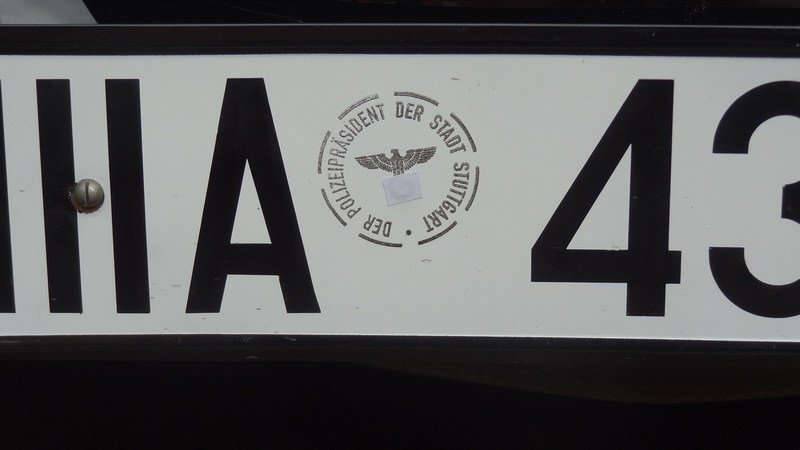 IIIA 43
DER POLIZEIPRÄSIDENT DER STADT STUTTGART